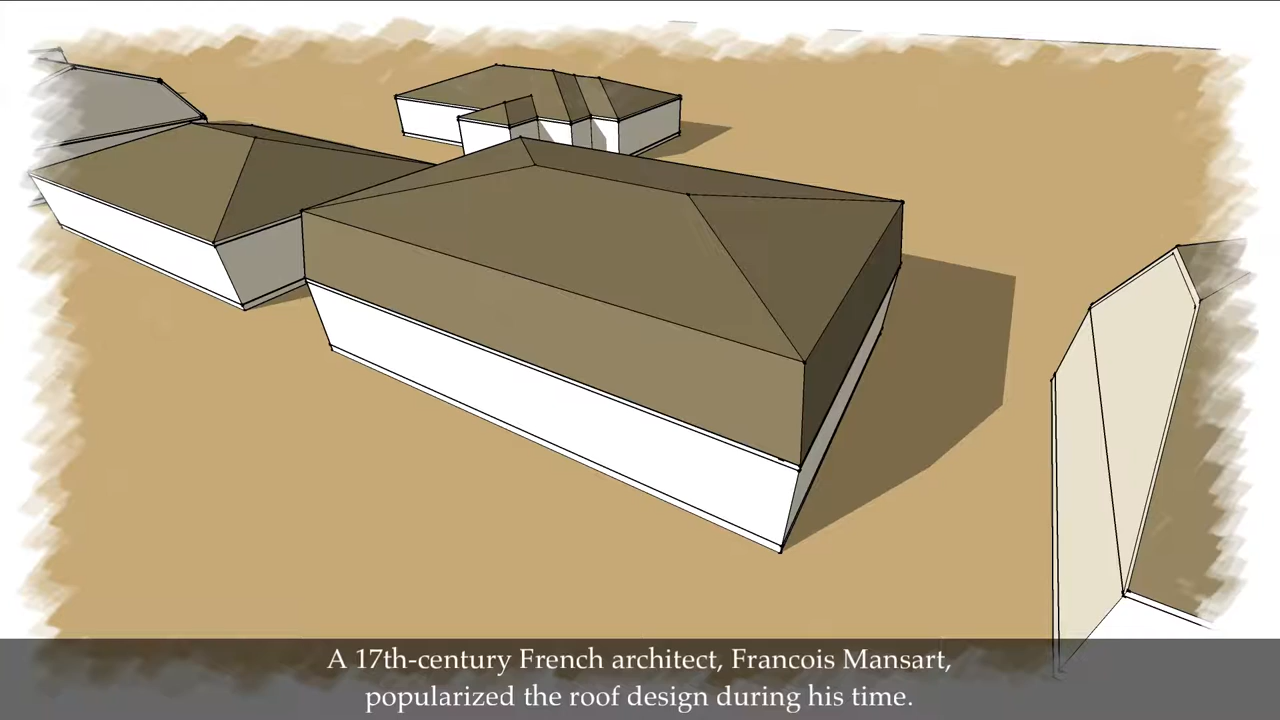 A 17th-century French architect, Francois Mansart,
popularized the roof design during his time.